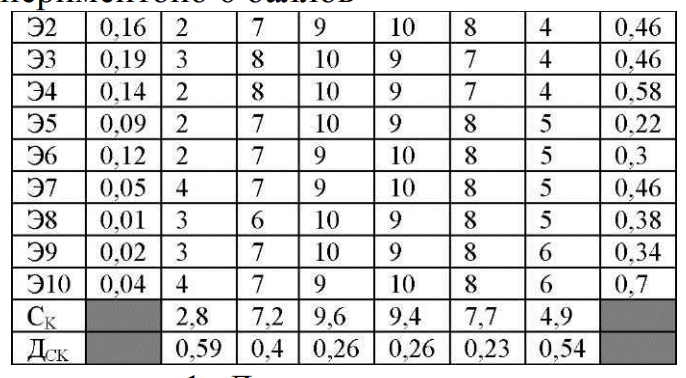 Э2 0,16 2 7 9 10 8 4 0,46
Э3 0,19 3 8 10 9 7 4 0,46
Э4 0,14 2 8 10 9 7 4 0,58
Э5 0,09 2 7 10 9 8 5 0,22
Э6 0,12 2 7 9 10 8 5 0,3
Э7 0,05 4 7 9 10 8 5 0,46
Э8 0,01 3 6 10 9 8 5 0,38
Э9 0,02 3 7 10 9 8 6 0,34
Э10 0,04 4 7 9 10 8 6 0,7
Cк 2,8 7,2 9,6 9,4 7,7 4,9
Дск 0,59 0,4 0,26 0,26 0,23 0,54